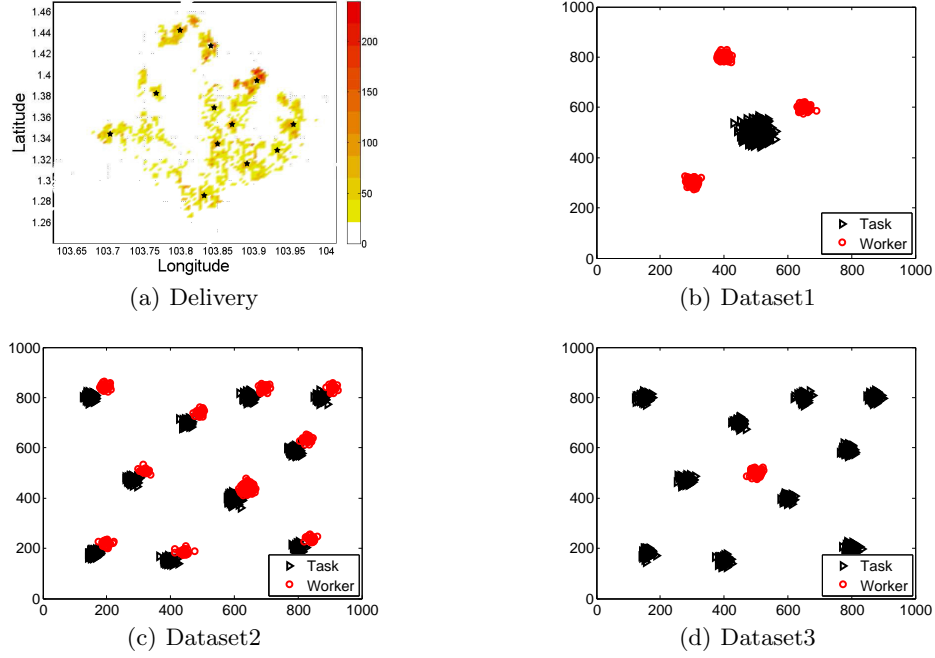 1.46
1.44
1.42
1.4
1.38
1.36
1.34
1.32
1.3
1.28
1.26
Latitude
103.65 103.7 103.75 103.8 103.85 103.9 103.95 104
Longitude
200
150
100
50
0
(a) Delivery
1000
800
600
400
200
0
0 200 400 600 800 1000
Task
Worker
(b) Dataset1
1000
800
600
400
200
0
0 200 400 600 800 1000
Task
Worker
(c) Dataset2
1000
800
600
400
200
0
0 200 400 600 800 1000
Task
Worker
(d) Dataset3